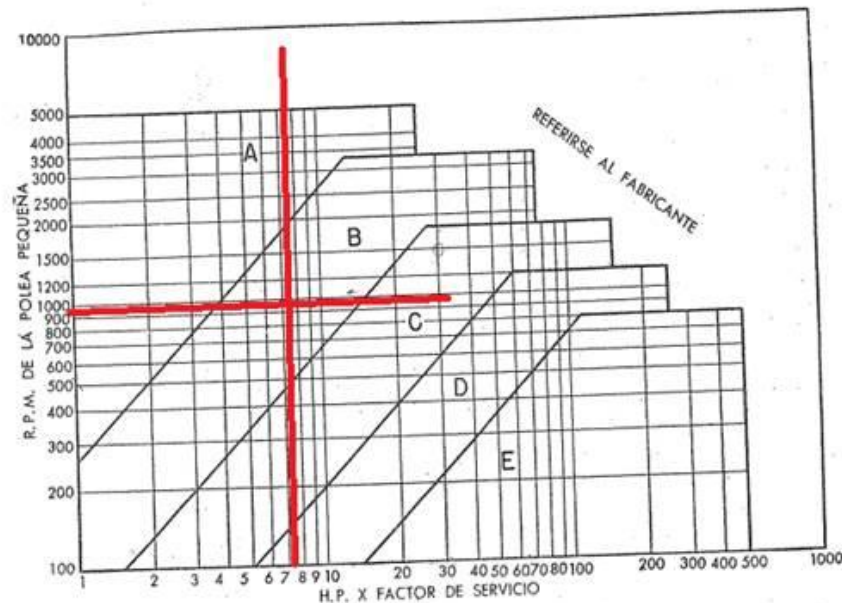 10000
5000
4000
3500
3000
2000
1500
1200
1000
900
800
700
600
500
400
300
200
100
R.P.M. DE LA POLEA PEQUEÑA
A
B
C
D
E
REFERIRSE AL FABRICANTE
1 2 3 4 5 6 7 8 9 10 20 30 40 50 60 70 80 100 200 300 400 500 1000
H.P. X FACTOR DE SERVICIO